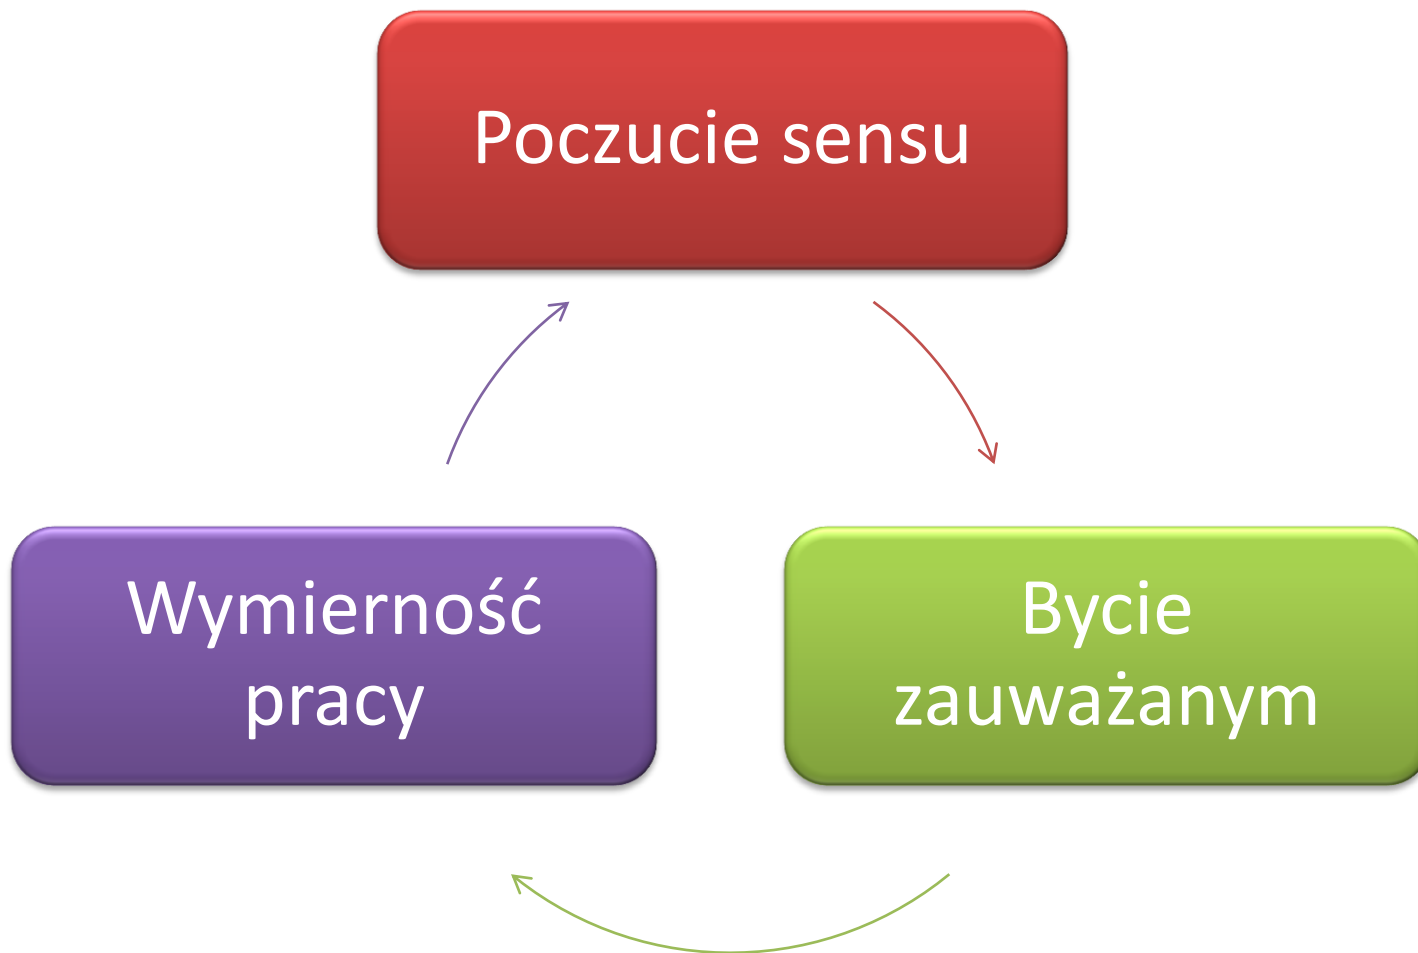 Poczucie sensu
Wymierność
pracy
Bycie
zauważanym